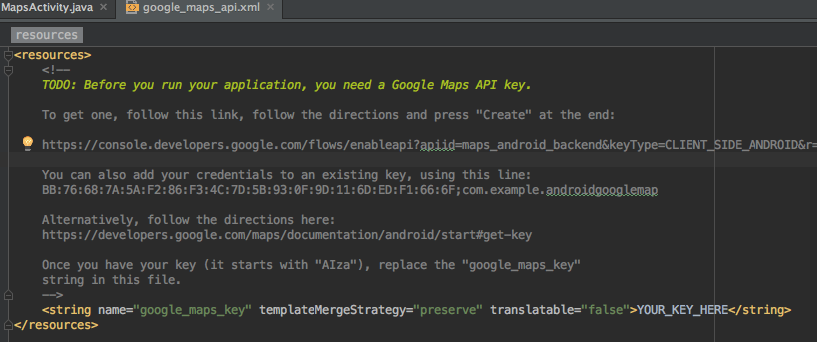 MapsActivity.java × google_maps_api.xml ×
resources
<resources>
<!--
TODO: Before you run your application, you need a Google Maps API key.
To get one, follow this link, follow the directions and press "Create" at the end:
https://console.developers.google.com/flows/enableapi?apiid=maps_android_backend&keyType=CLIENT_SIDE_ANDROID&r=
You can also add your credentials to an existing key, using this line:
BB:76:68:7A:5A:F2:86:F3:4C:7D:5B:93:0F:9D:11:6D:ED:F1:66:6F;com.example.androidgooglemap
Alternatively, follow the directions here:
https://developers.google.com/maps/documentation/android/start#get-key
Once you have your key (it starts with "AIza"), replace the "google_maps_key"
string in this file.
-->
<string name="google_maps_key" templateMergeStrategy="preserve" translatable="false">YOUR_KEY_HERE</string>
</resources>